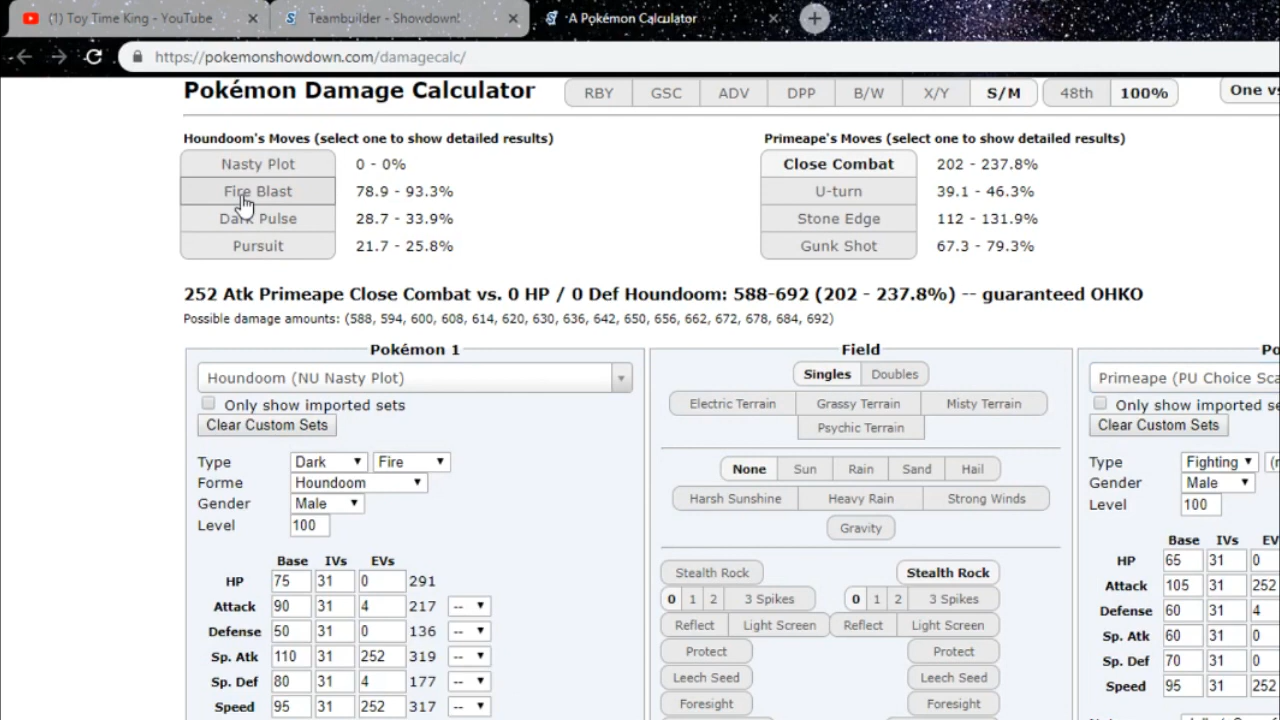 (1) Toy Time King - YouTube × Teambuilder - Showdown! × A Pokémon Calculator × +
https://pokemonshowdown.com/damagecalc/
Pokémon Damage Calculator RBY GSC ADV DPP B/W X/Y S/M 48th 100% One vs
Houndoom's Moves (select one to show detailed results) Primeape's Moves (select one to show detailed results)
Nasty Plot 0 - 0% Close Combat 202 - 237.8%
Fire Blast 78.9 - 93.3% U-turn 39.1 - 46.3%
Dark Pulse 28.7 - 33.9% Stone Edge 112 - 131.9%
Pursuit 21.7 - 25.8% Gunk Shot 67.3 - 79.3%
252 Atk Primeape Close Combat vs. 0 HP / 0 Def Houndoom: 588-692 (202 - 237.8%) -- guaranteed OHKO
Possible damage amounts: (588, 594, 600, 608, 614, 620, 630, 636, 642, 650, 656, 662, 672, 678, 684, 692)
Pokémon 1 Field Po
Houndoom (NU Nasty Plot) Singles Doubles Primeape (PU Choice Sca
Only show imported sets Electric Terrain Grassy Terrain Misty Terrain Only show imported se
Clear Custom Sets Psychic Terrain Clear Custom Sets
Type Dark Fire None Sun Rain Sand Hail Type Fighting (n
Forme Houndoom Harsh Sunshine Heavy Rain Strong Winds Gender Male
Gender Male Level 100
Level 100 Gravity
Base IVs EVs Base IVs EV
HP 75 31 0 291 Stealth Rock Stealth Rock HP 65 31 0
Attack 90 31 4 217 -- 0 1 2 3 Spikes 0 1 2 3 Spikes Attack 105 31 252
Defense 50 31 0 136 -- Reflect Light Screen Reflect Light Screen Defense 60 31 4
Sp. Atk 110 31 252 319 -- Protect Protect Sp. Atk 60 31 0
Sp. Def 80 31 4 177 -- Leech Seed Leech Seed Sp. Def 70 31 0
Speed 95 31 252 317 -- Foresight Foresight Speed 95 31 252